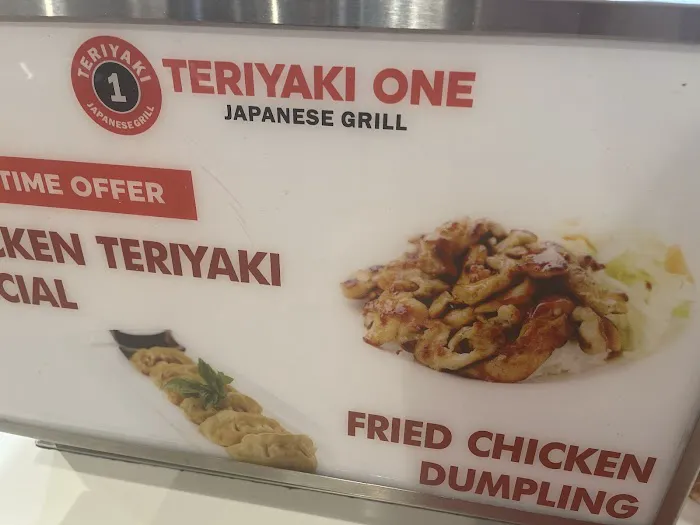 TERIYAKI
1
JAPANESE GRILL
TERIYAKI ONE
JAPANESE GRILL
TIME OFFER
CKEN TERIYAKI
CIAL
FRIED CHICKEN
DUMPLING